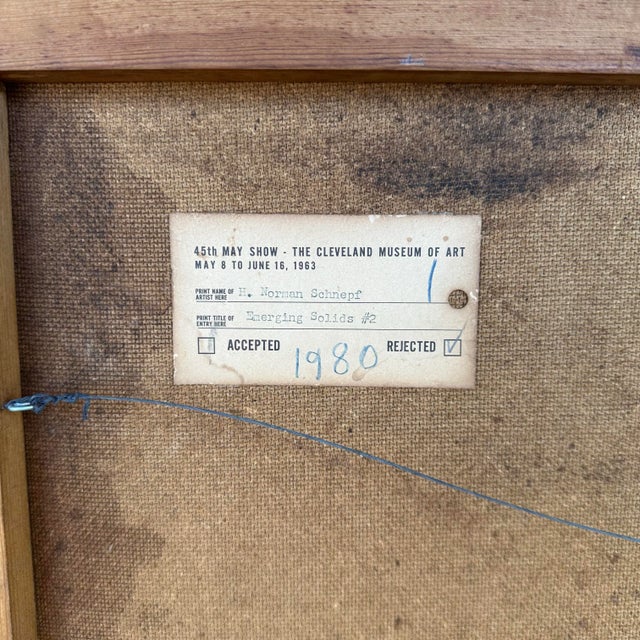 45th MAY SHOW - THE CLEVELAND MUSEUM OF ART
MAY 8 TO JUNE 16, 1963
PRINT NAME OF ARTIST HERE H. Norman Schnepf
PRINT TITLE OF ENTRY HERE Emerging Solids #2
ACCEPTED 1980 REJECTED